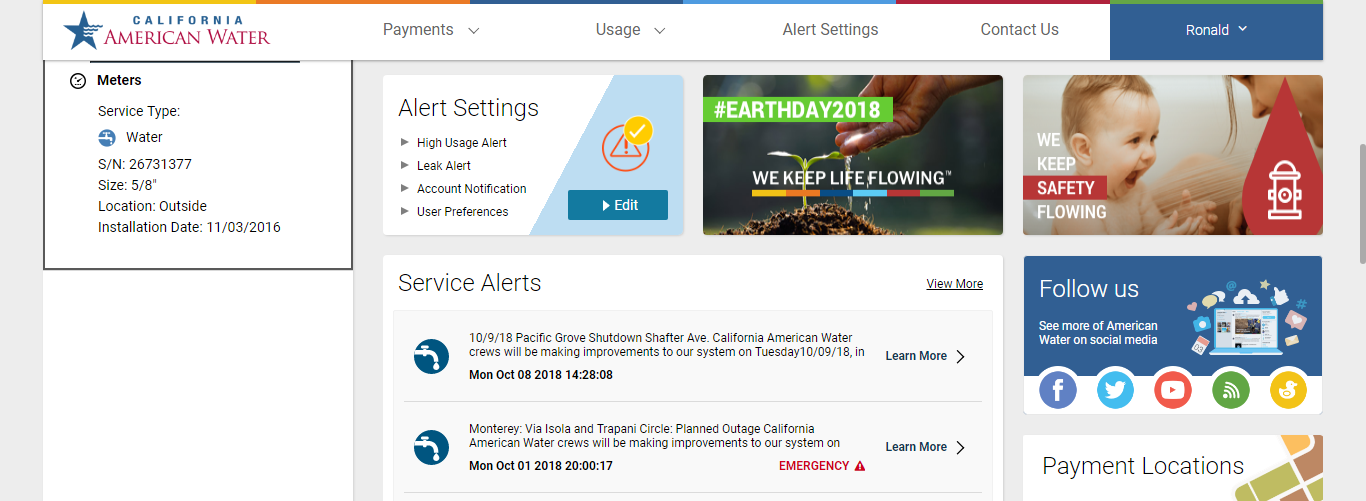 CALIFORNIA
AMERICAN WATER
Payments
Usage
Alert Settings
Contact Us
Ronald
Meters
Service Type:
Water
S/N: 26731377
Size: 5/8"
Location: Outside
Installation Date: 11/03/2016
Alert Settings
High Usage Alert
Leak Alert
Account Notification
User Preferences
Edit
#EARTHDAY2018
WE KEEP LIFE FLOWING™
WE
KEEP
SAFETY
FLOWING
Service Alerts
View More
10/9/18 Pacific Grove Shutdown Shafter Ave. California American Water
crews will be making improvements to our system on Tuesday10/09/18, in
Mon Oct 08 2018 14:28:08
Learn More
Monterey: Via Isola and Trapani Circle: Planned Outage California
American Water crews will be making improvements to our system on
Mon Oct 01 2018 20:00:17
EMERGENCY
Learn More
Follow us
See more of American
Water on social media
Payment Locations